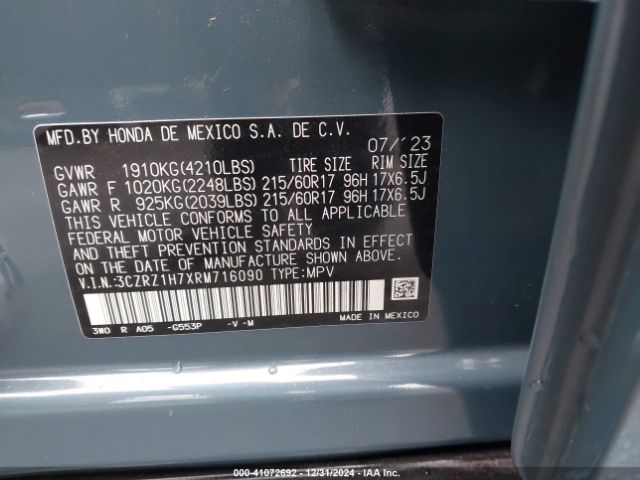 MFD.BY HONDA DE MEXICO S.A. DE C.V.
07/'23
GVWR 1910KG(4210LBS) TIRE SIZE RIM SIZE
GAWR F 1020KG(2248LBS) 215/60R17 96H 17X6.5J
GAWR R 925KG(2039LBS) 215/60R17 96H 17X6.5J
THIS VEHICLE CONFORMS TO ALL APPLICABLE
FEDERAL MOTOR VEHICLE SAFETY
AND THEFT PREVENTION STANDARDS IN EFFECT
ON THE DATE OF MANUFACTURE SHOWN ABOVE.
V.I.N.:3CZRZ1H7XRM716090 TYPE:MPV
3W0 R A05 -G553P -V -M
MADE IN MEXICO
000-41072692 - 12/31/2024 - IAAI.COM